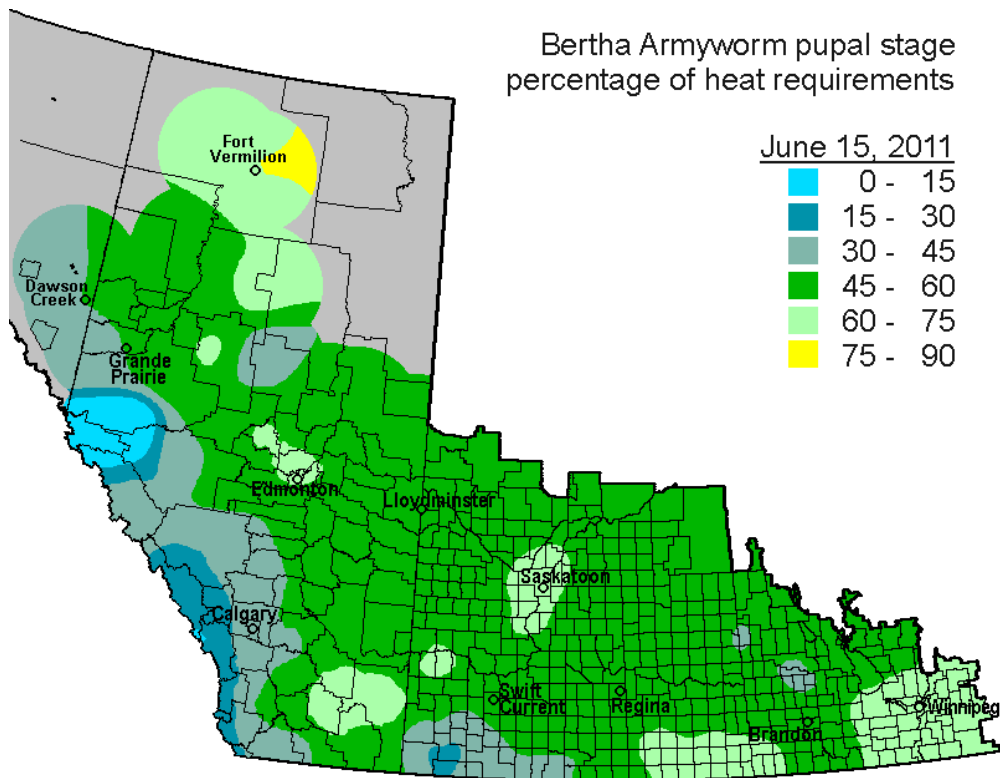 Bertha Armyworm pupal stage
percentage of heat requirements
June 15, 2011
0 - 15
15 - 30
30 - 45
45 - 60
60 - 75
75 - 90
Fort
Vermilion
Dawson
Creek
Grande
Prairie
Edmonton
Lloydminster
Saskatoon
Calgary
Swift
Current
Regina
Winnipeg
Brandon